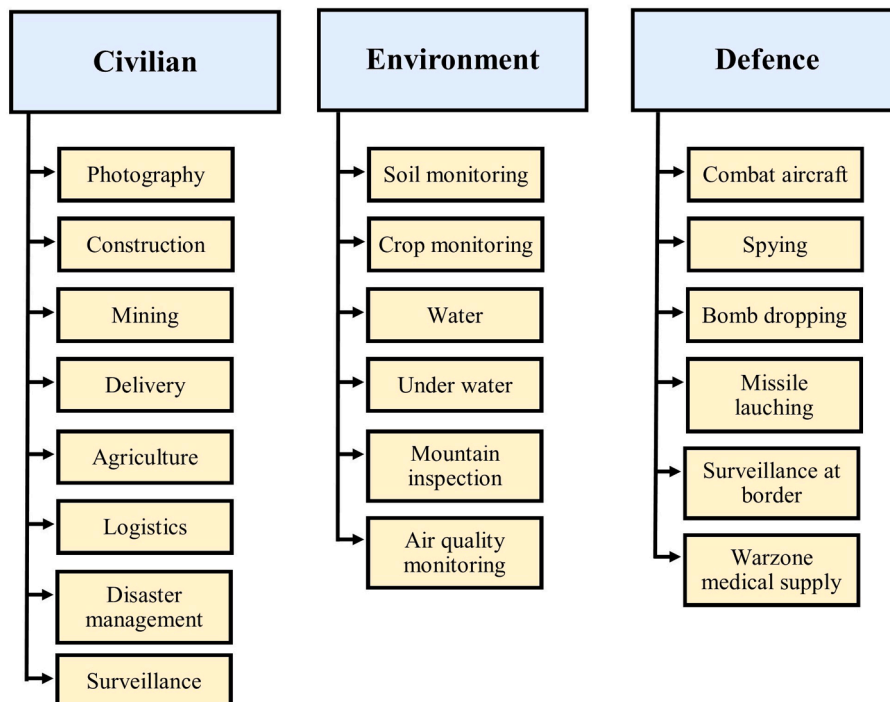 Civilian
Photography
Construction
Mining
Delivery
Agriculture
Logistics
Disaster
management
Surveillance
Environment
Soil monitoring
Crop monitoring
Water
Under water
Mountain
inspection
Air quality
monitoring
Defence
Combat aircraft
Spying
Bomb dropping
Missile
lauching
Surveillance at
border
Warzone
medical supply